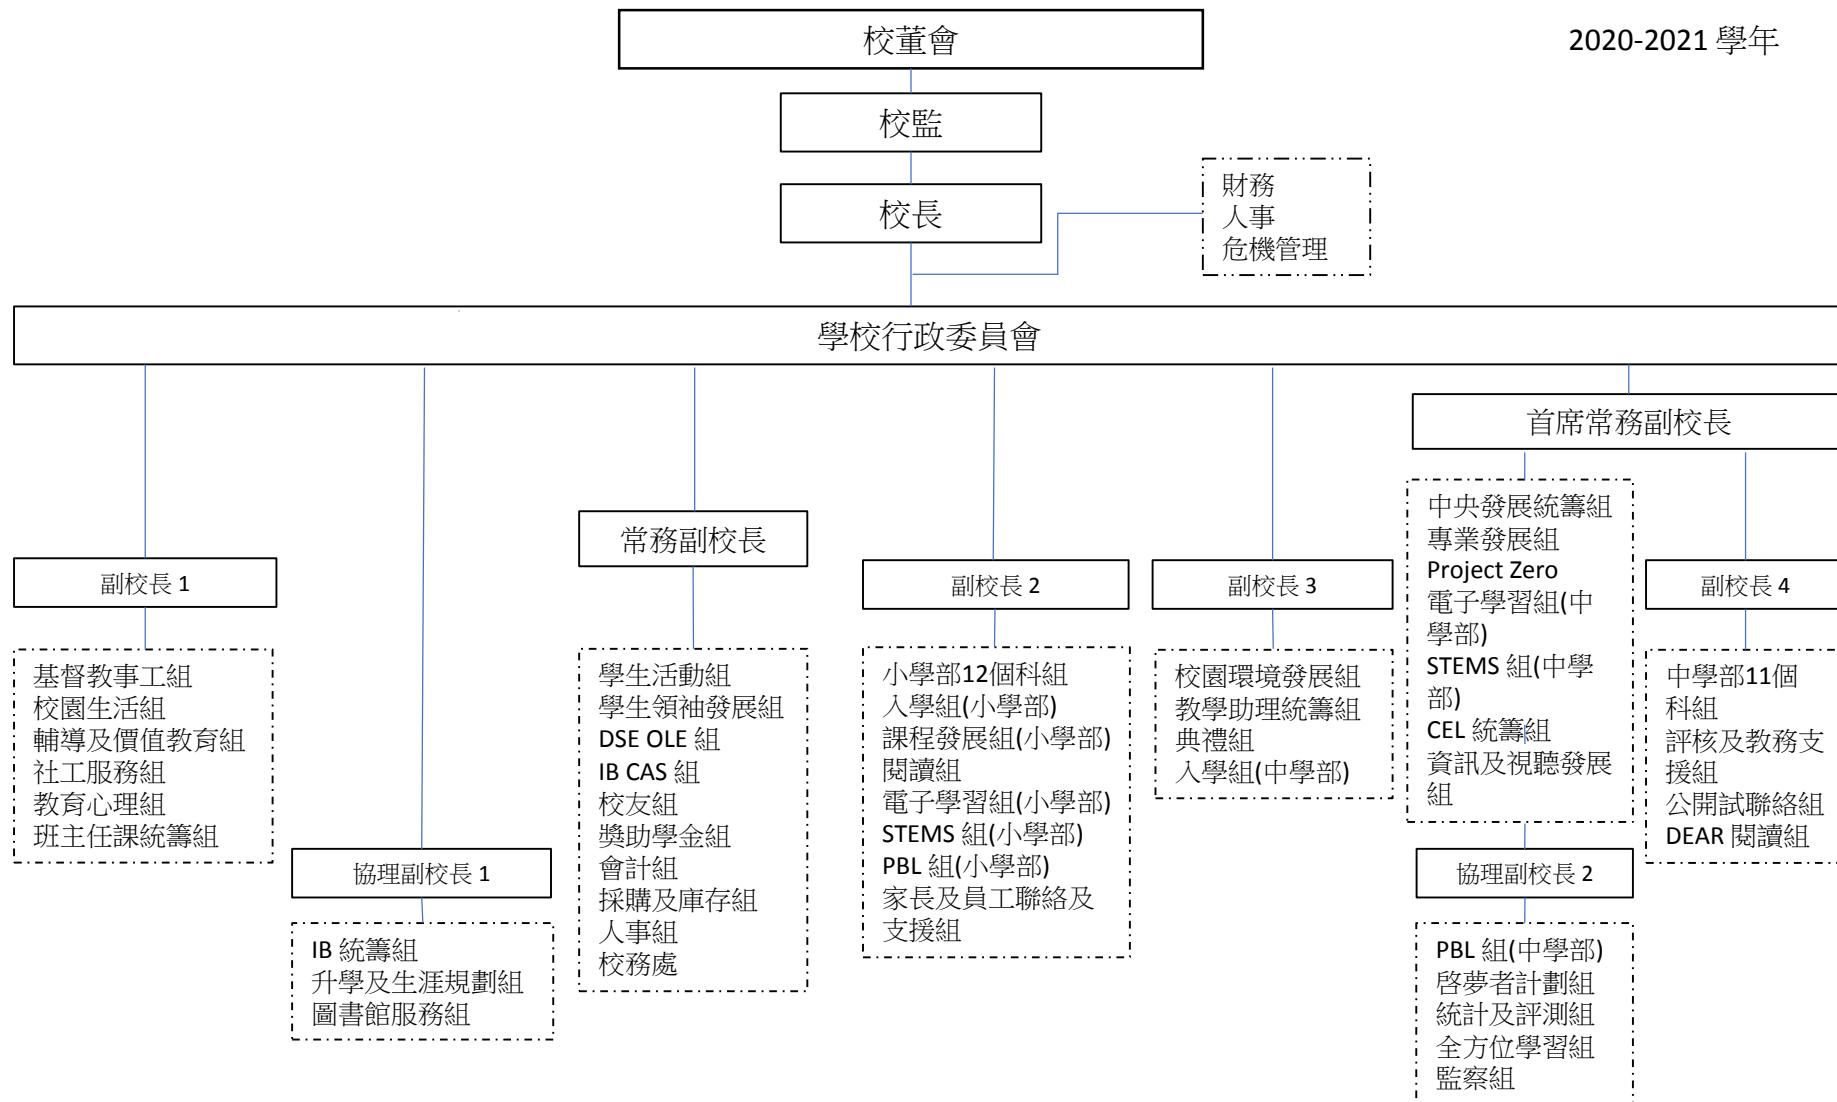 校董會
2020-2021 學年
校監
校長
財務
人事
危機管理
學校行政委員會
首席常務副校長
常務副校長
副校長 1
副校長 2
副校長 3
副校長 4
基督教事工組
校園生活組
輔導及價值教育組
社工服務組
教育心理組
班主任課統籌組
協理副校長 1
IB 統籌組
升學及生涯規劃組
圖書館服務組
學生活動組
學生領袖發展組
DSE OLE 組
IB CAS 組
校友組
獎助學金組
會計組
採購及庫存組
人事組
校務處
小學部12個科組
入學組(小學部)
課程發展組(小學部)
閱讀組
電子學習組(小學部)
STEMS 組(小學部)
PBL 組(小學部)
家長及員工聯絡及
支援組
校園環境發展組
教學助理統籌組
典禮組
入學組(中學部)
中央發展統籌組
專業發展組
Project Zero
電子學習組(中
學部)
STEMS 組(中學
部)
CEL 統籌組
資訊及視聽發展
組
協理副校長 2
PBL 組(中學部)
啓夢者計劃組
統計及評測組
全方位學習組
監察組
中學部11個
科組
評核及教務支
援組
公開試聯絡組
DEAR 閱讀組